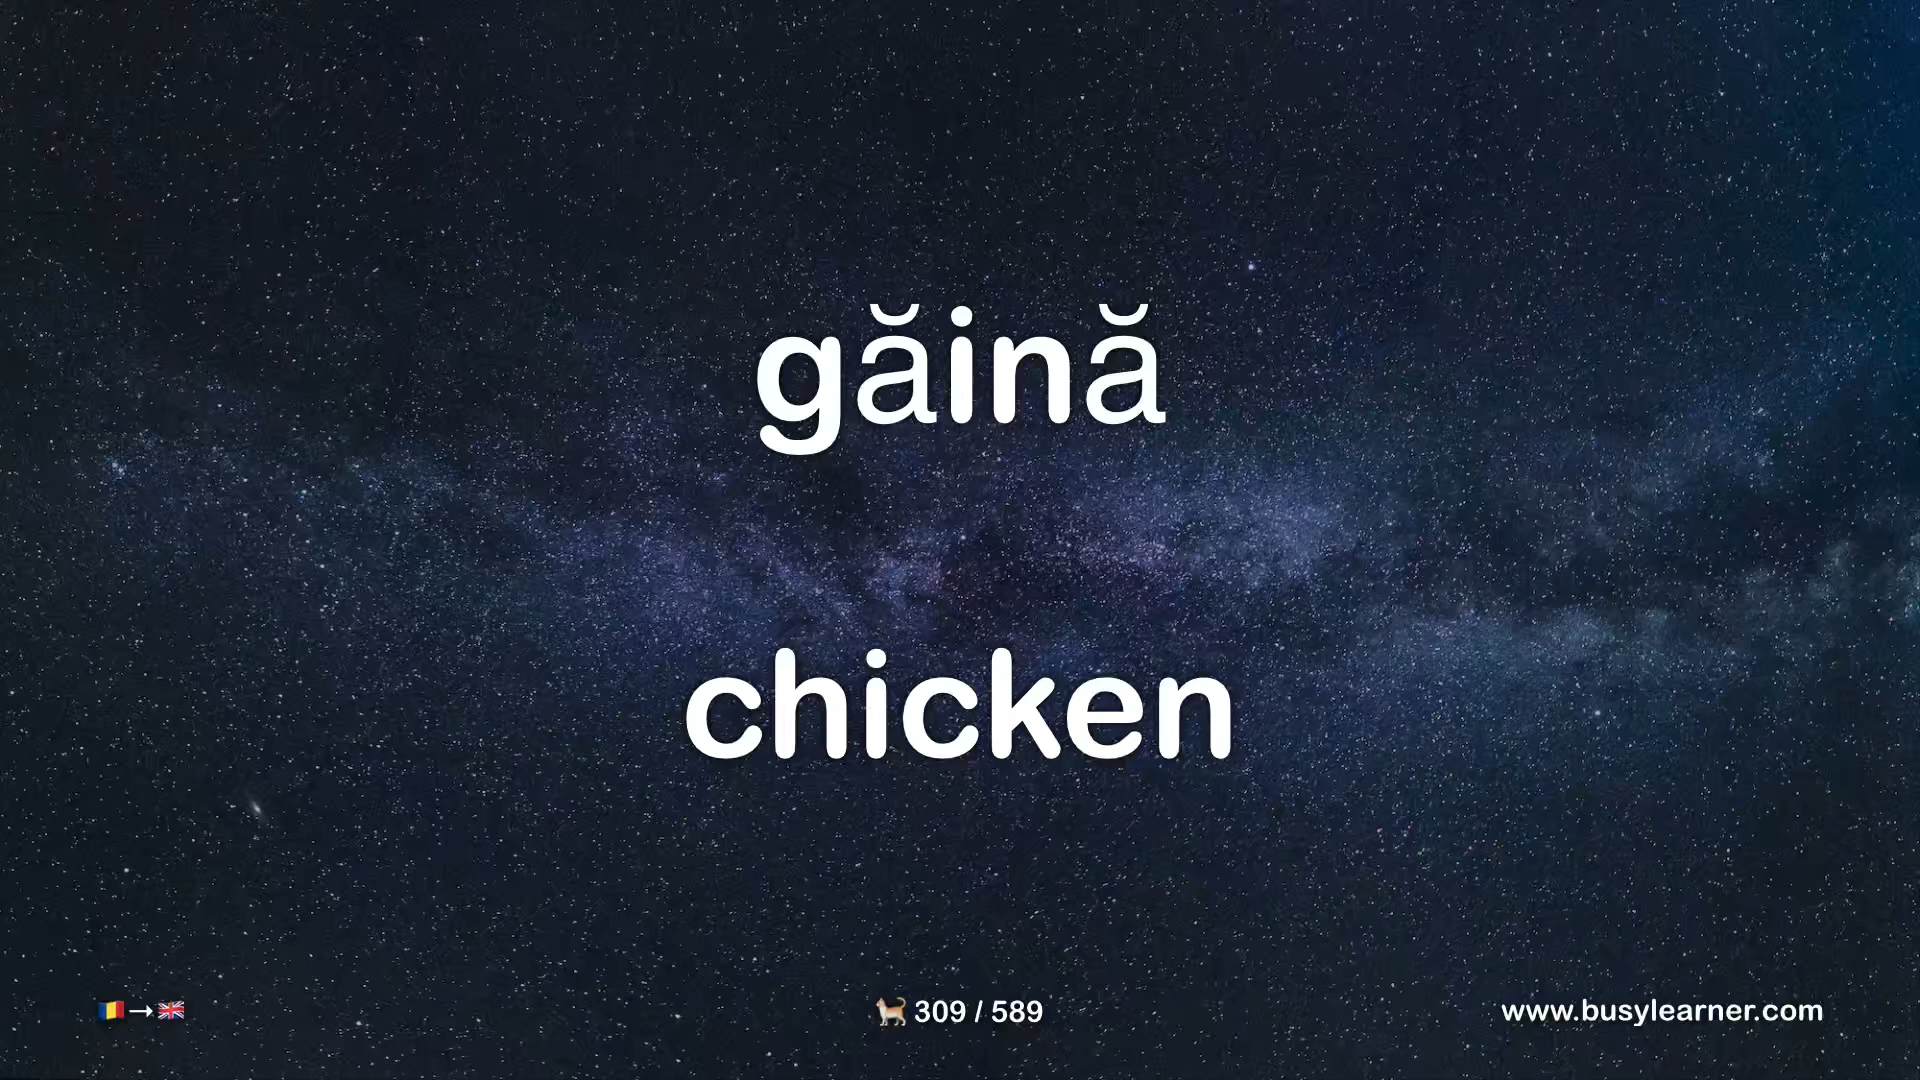 găină
chicken
🇷🇴→🇬🇧
🐕 309 / 589
www.busylearner.com